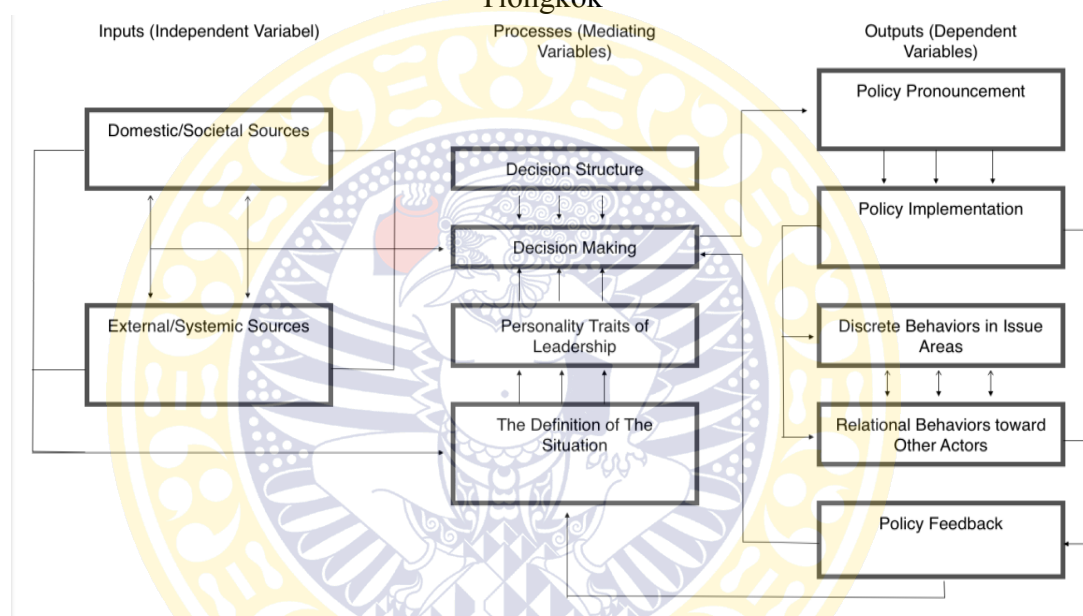 Tiongkok
Inputs (Independent Variabel)
Domestic/Societal Sources
External/Systemic Sources
Processes (Mediating
Variables)
Decision Structure
Decision Making
Personality Traits of
Leadership
The Definition of The
Situation
Outputs (Dependent
Variables)
Policy Pronouncement
Policy Implementation
Discrete Behaviors in Issue
Areas
Relational Behaviors toward
Other Actors
Policy Feedback